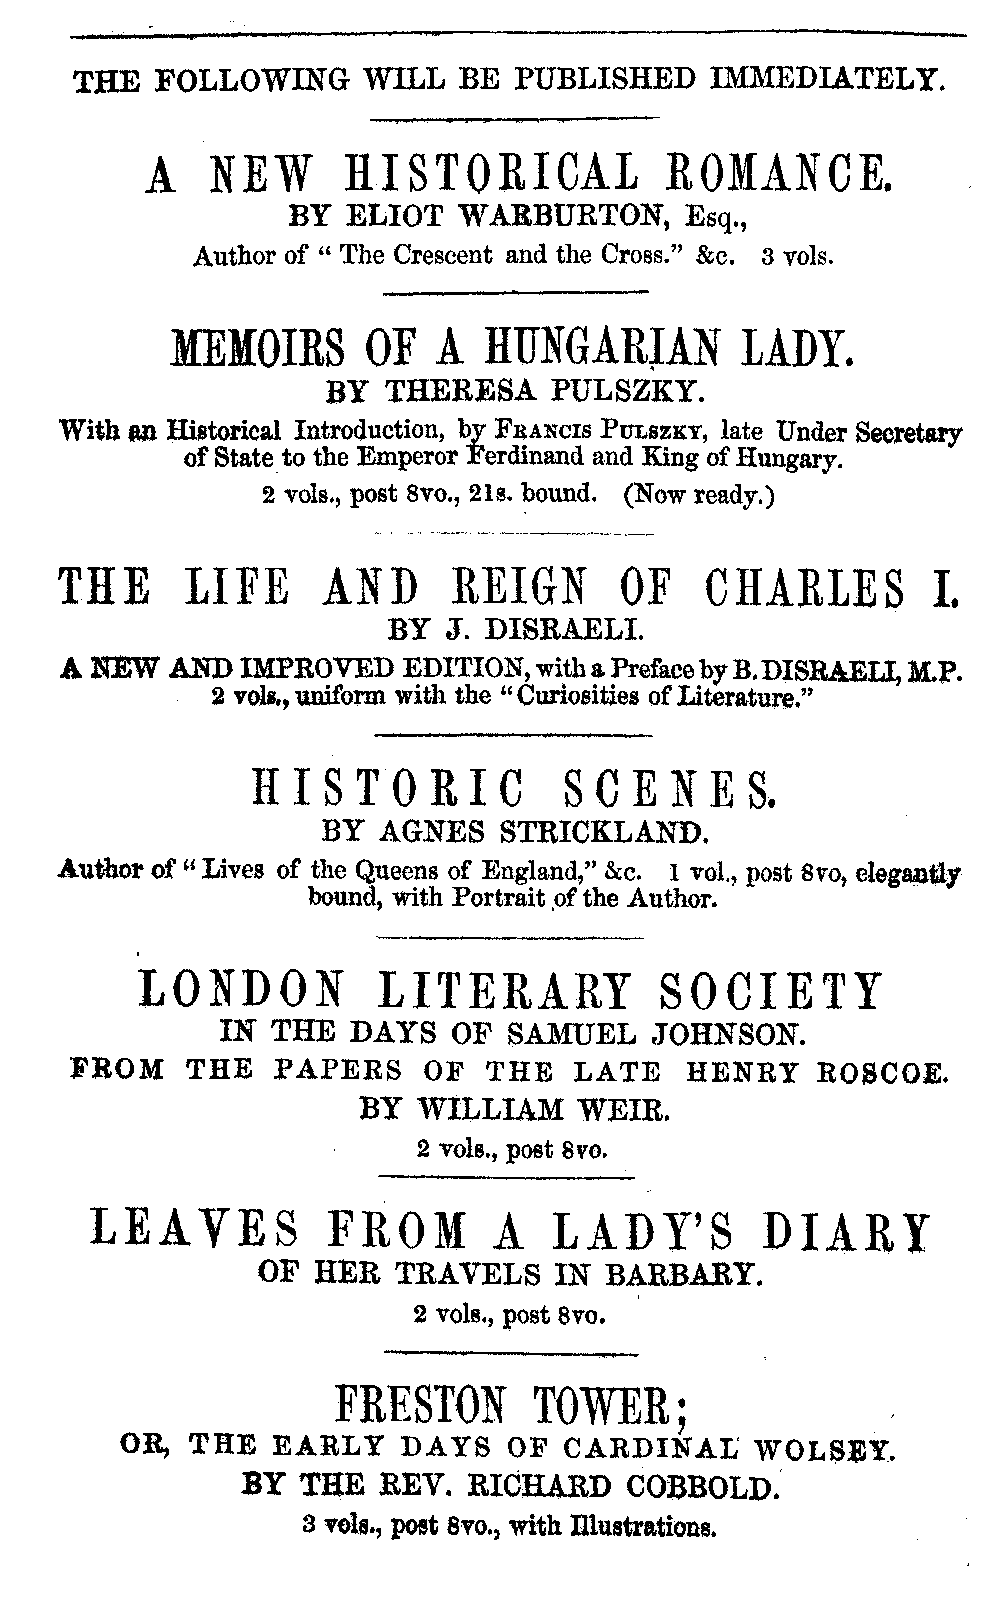 THE FOLLOWING WILL BE PUBLISHED IMMEDIATELY.
A NEW HISTORICAL ROMANCE.
BY ELIOT WARBURTON, Esq.,
Author of “The Crescent and the Cross.” &c. 3 vols.
MEMOIRS OF A HUNGARIAN LADY.
BY THERESA PULSZKY.
With an Historical Introduction, by FRANCIS PULSZKY, late Under Secretary
of State to the Emperor Ferdinand and King of Hungary.
2 vols., post 8vo., 21s. bound. (Now ready.)
THE LIFE AND REIGN OF CHARLES I.
BY J. DISRAELI.
A NEW AND IMPROVED EDITION, with a Preface by B. DISRAELI, M.P.
2 vols., uniform with the “Curiosities of Literature.”
HISTORIC SCENES.
BY AGNES STRICKLAND.
Author of “Lives of the Queens of England,” &c. 1 vol., post 8vo, elegantly
bound, with Portrait of the Author.
LONDON LITERARY SOCIETY
IN THE DAYS OF SAMUEL JOHNSON.
FROM THE PAPERS OF THE LATE HENRY ROSCOE.
BY WILLIAM WEIR.
2 vols., post 8vo.
LEAVES FROM A LADY'S DIARY
OF HER TRAVELS IN BARBARY.
2 vols., post 8vo.
FRESTON TOWER;
OR, THE EARLY DAYS OF CARDINAL WOLSEY.
BY THE REV. RICHARD COBBOLD.
3 vols., post 8vo., with Illustrations.